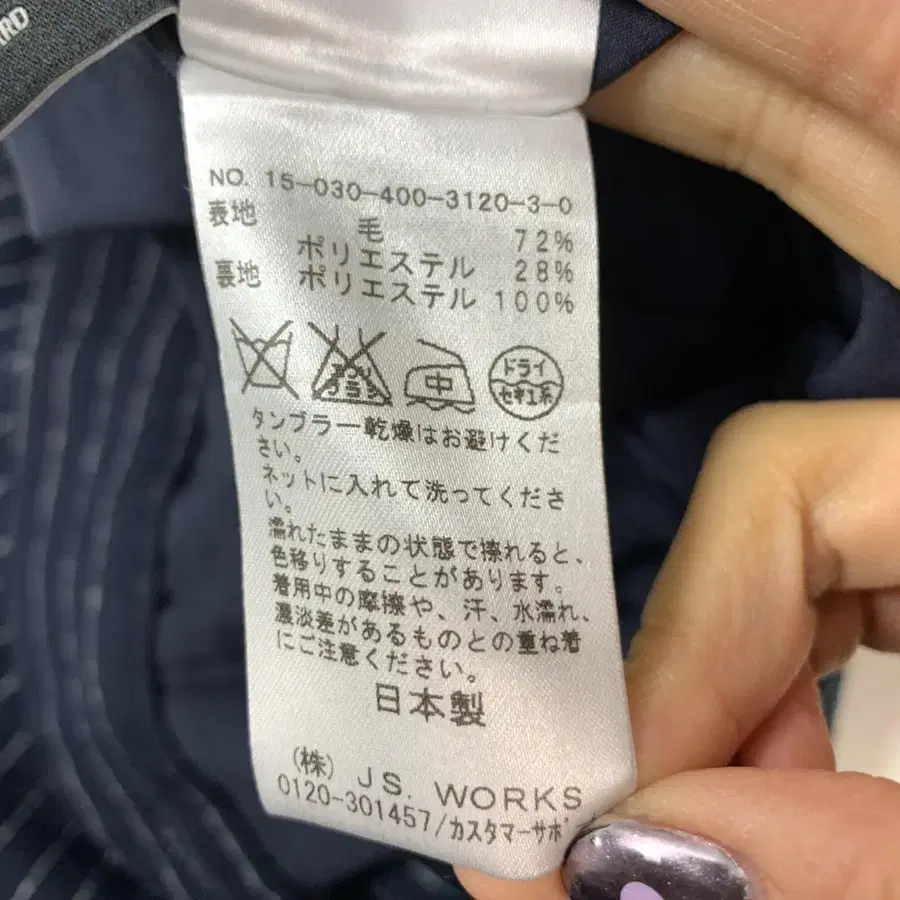 NO. 15-030-400-3120-3-0
表地 毛 72%
ポリエステル 28%
裏地 ポリエステル 100%
エンソ
サラシ
中
ドライ
セキユ系
タンブラー乾燥はお避けくだ
さい。
ネットに入れて洗ってくださ
い。
濡れたままの状態で擦れると、
色移りすることがあります。
着用中の摩擦や、汗、水濡れ、
濃淡差があるものとの重ね着
にご注意ください。
日本製
(株) JS. WORKS
0120-301457/カスタマーサポ